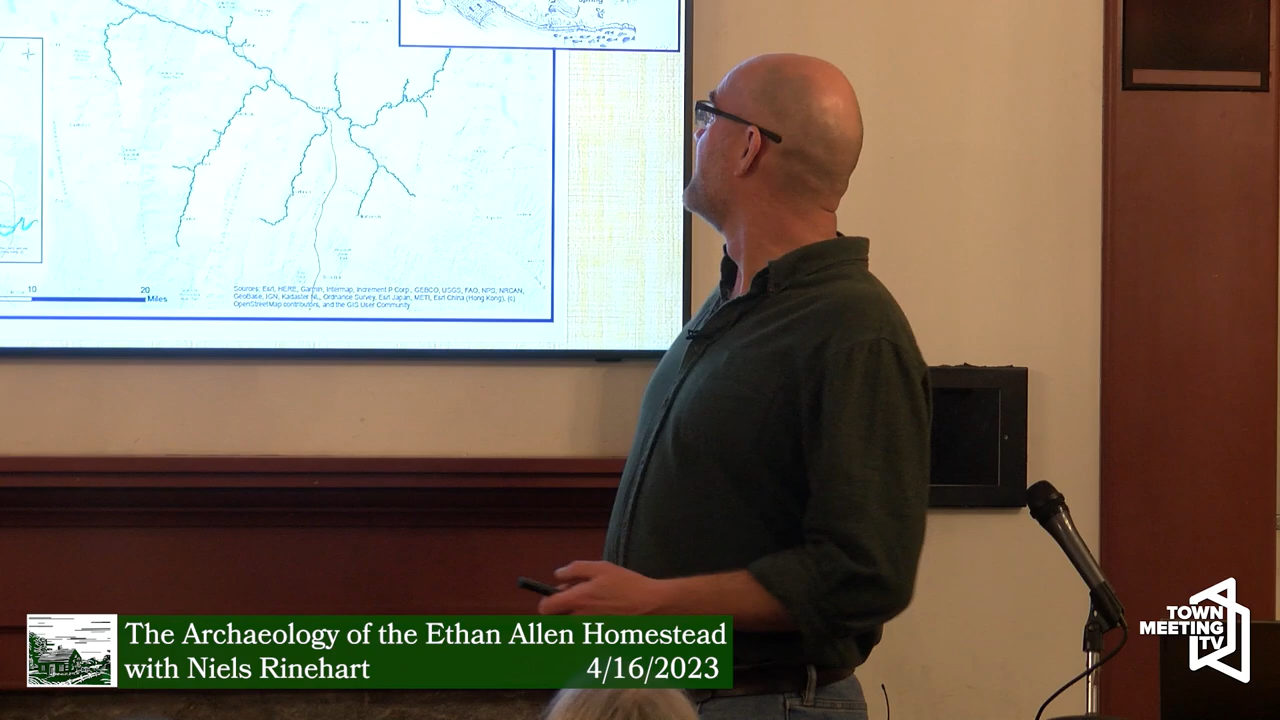 Spring
10
20
Miles
Sources: Esri, HERE, Garmin, Intermap, Increment P Corp., GEBCO, USGS, FAO, NPS, NRCAN,
GeoBase, IGN, Kadaster NL, Ordnance Survey, Esri Japan, METI, Esri China (Hong Kong), (c)
OpenStreetMap contributors, and the GIS User Community
The Archaeology of the Ethan Allen Homestead
with Niels Rinehart
4/16/2023
TOWN
MEETING
TV